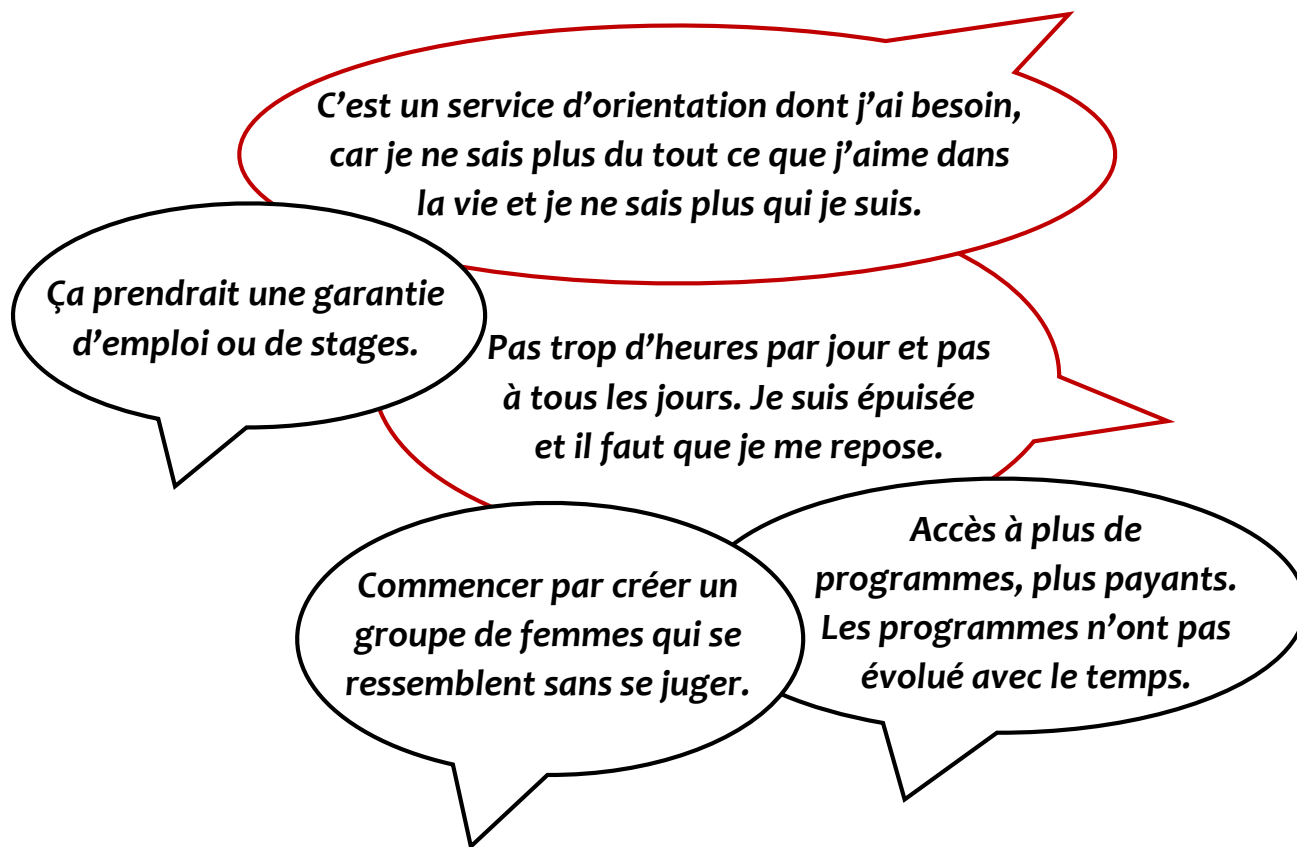 C’est un service d’orientation dont j’ai besoin,
car je ne sais plus du tout ce que j’aime dans
la vie et je ne sais plus qui je suis.
Ça prendrait une garantie
d’emploi ou de stages.
Pas trop d’heures par jour et pas
à tous les jours. Je suis épuisée
et il faut que je me repose.
Commencer par créer un
groupe de femmes qui se
ressemblent sans se juger.
Accès à plus de
programmes, plus payants.
Les programmes n’ont pas
évolué avec le temps.